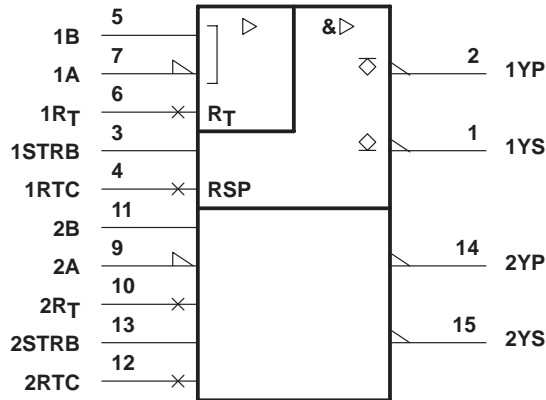 1B 5 &
1A 7 2 1YP
1RT 6 RT
1STRB 3 1 1YS
1RTC 4 RSP
2B 11
2A 9 14 2YP
2RT 10
2STRB 13 15 2YS
2RTC 12